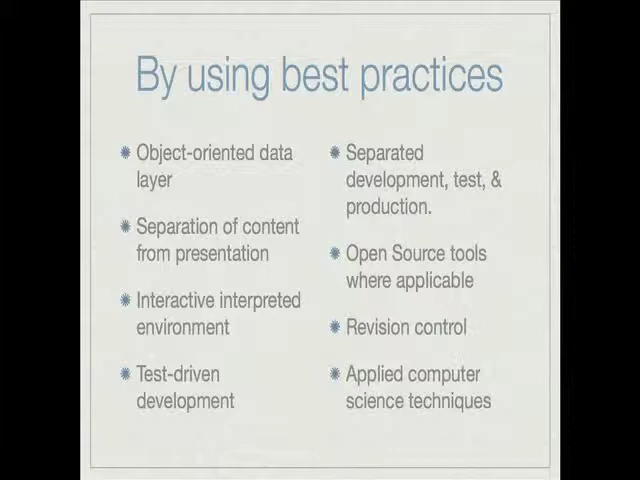 By using best practices
Object-oriented data
layer
Separation of content
from presentation
Interactive interpreted
environment
Test-driven
development
Separated
development, test, &
production.
Open Source tools
where applicable
Revision control
Applied computer
science techniques